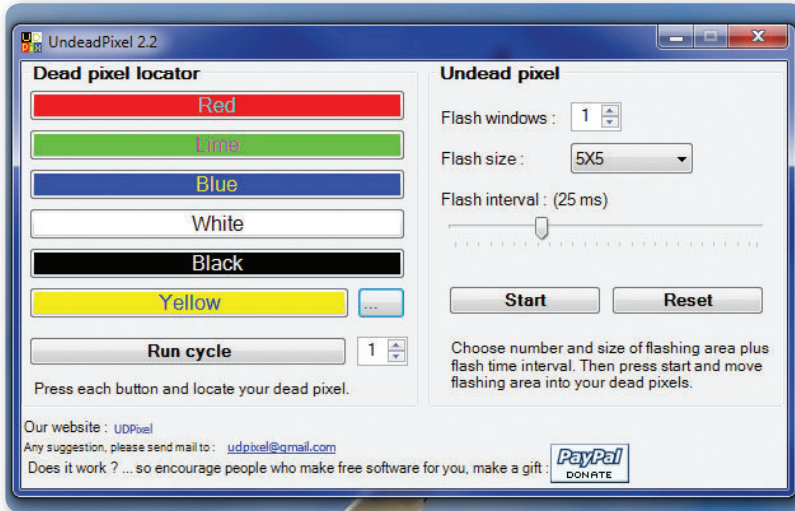 UndeadPixel 2.2
Dead pixel locator
Red
Lime
Blue
White
Black
Yellow
...
Run cycle
1
Press each button and locate your dead pixel.
Undead pixel
Flash windows :
1
Flash size :
5X5
Flash interval : (25 ms)
Start
Reset
Choose number and size of flashing area plus
flash time interval. Then press start and move
flashing area into your dead pixels.
Our website : UDPixel
Any suggestion, please send mail to : udpixel@gmail.com
Does it work ? ... so encourage people who make free software for you, make a gift :
PayPal
DONATE